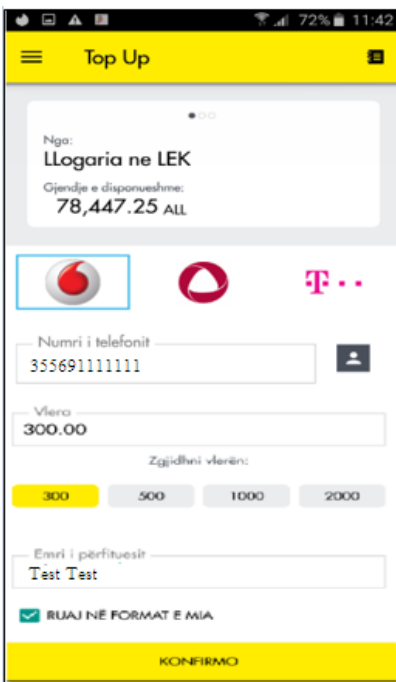 72% 11:42
Top Up
Nga:
LLogaria ne LEK
Gjendje e disponueshme:
78,447.25 ALL
T
Numri i telefonit
355691111111
Vlera
300.00
Zgjidhni vlerën:
300 500 1000 2000
Emri i përfituesit
Test Test
RUAJ NË FORMAT E MIA
KONFIRMO